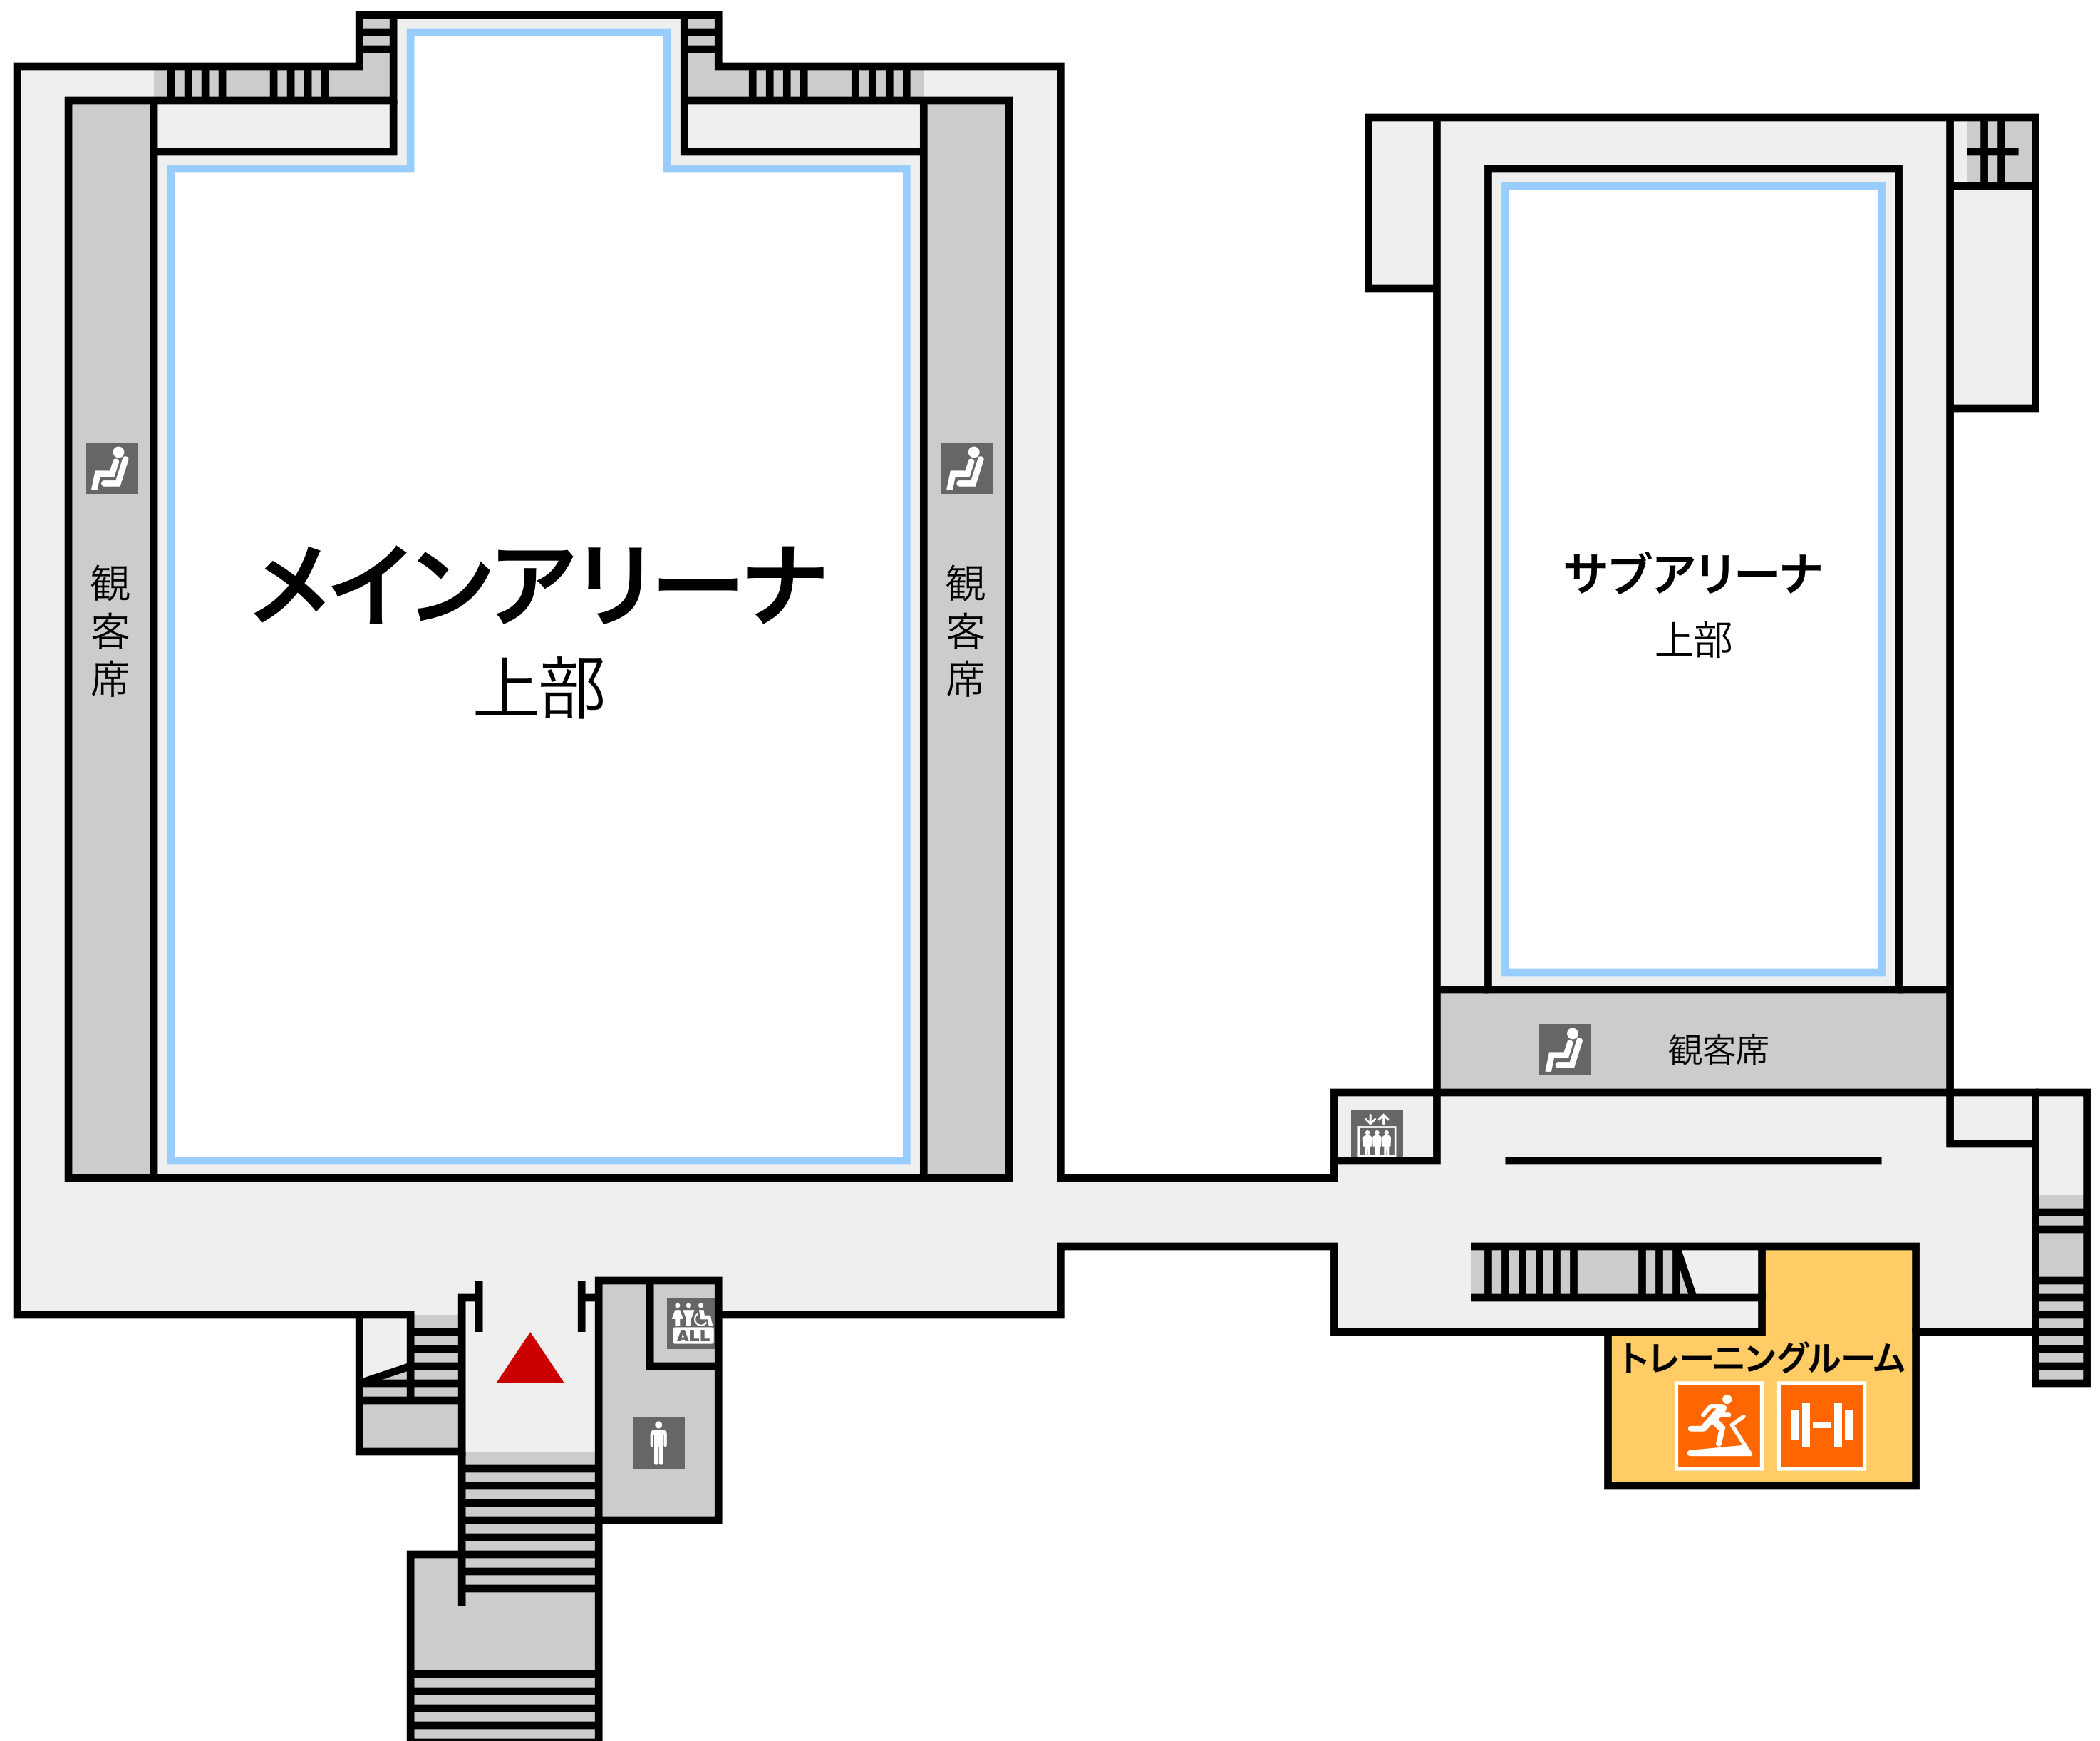 メインアリーナ
上部
観客席
観客席
サブアリーナ
上部
観客席
ALL
トレーニングルーム